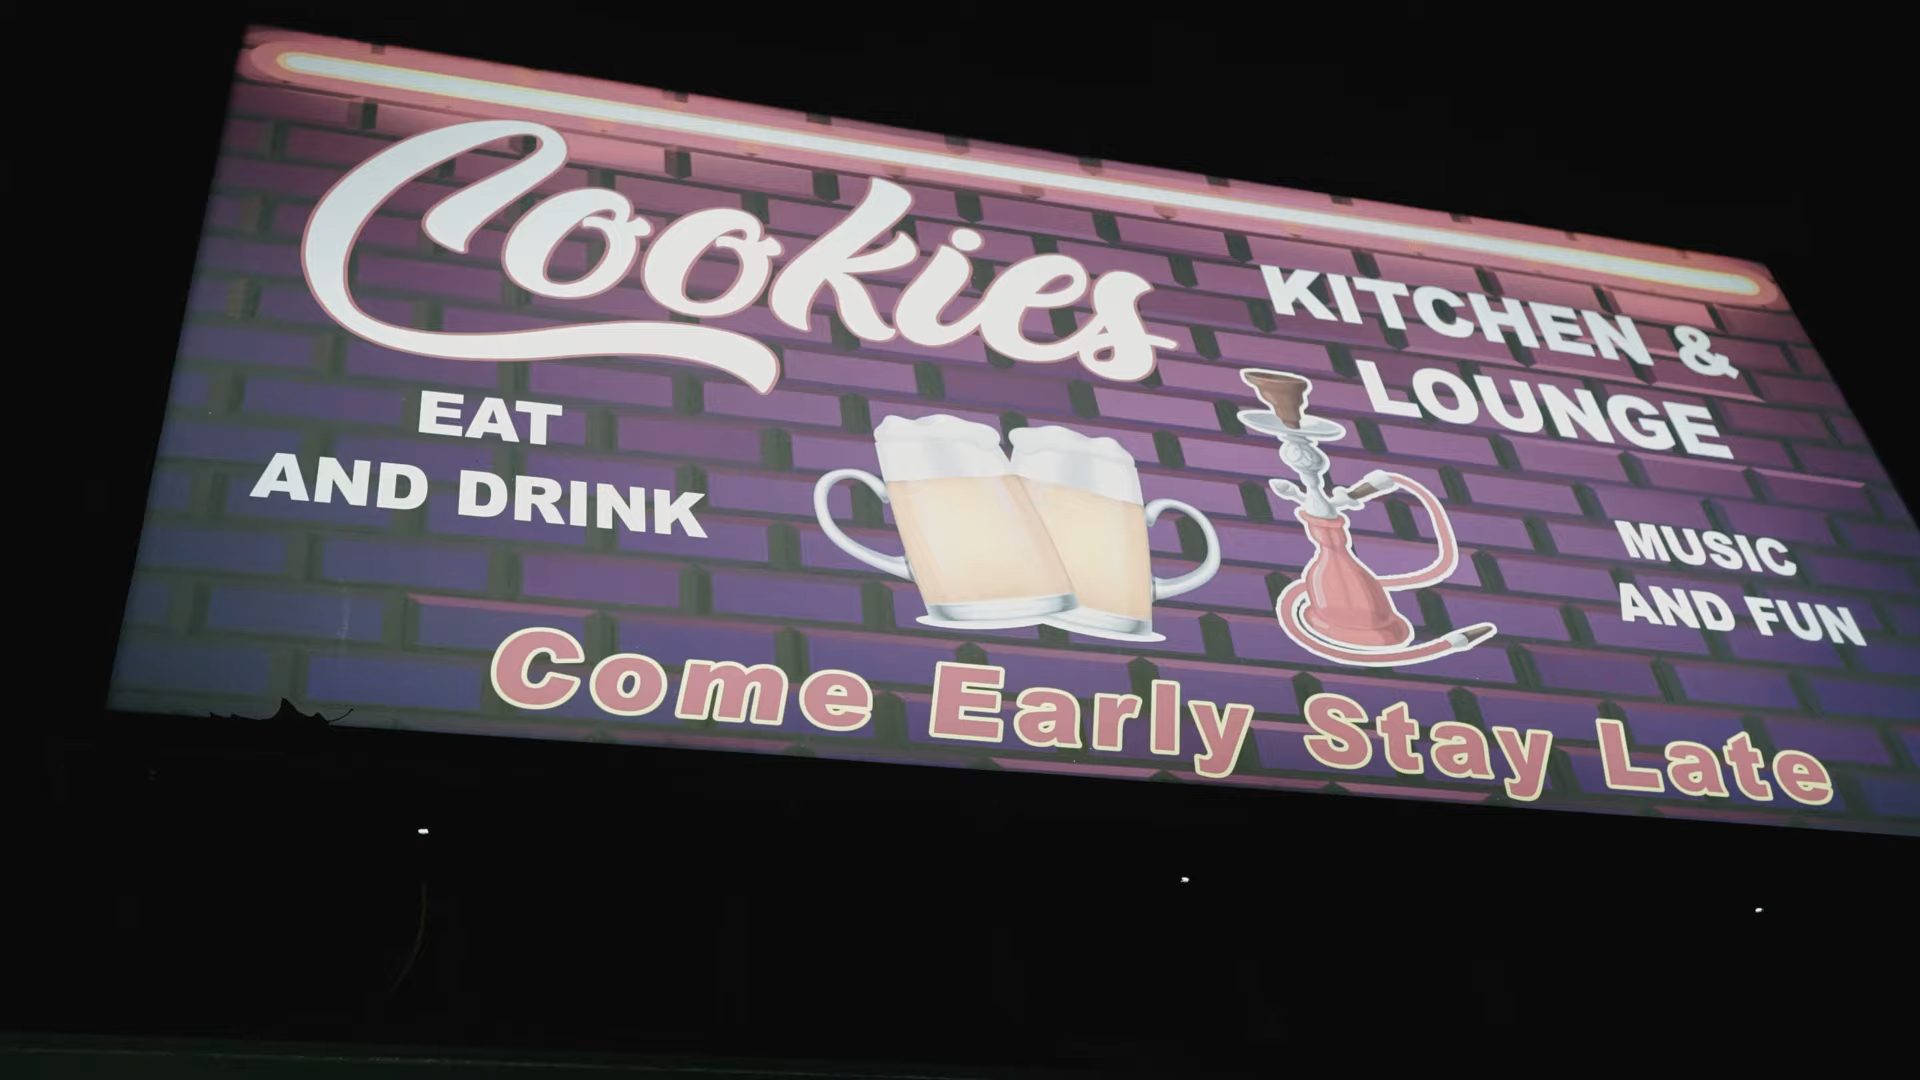 Cookies
KITCHEN &
LOUNGE
EAT
AND DRINK
MUSIC
AND FUN
Come Early Stay Late